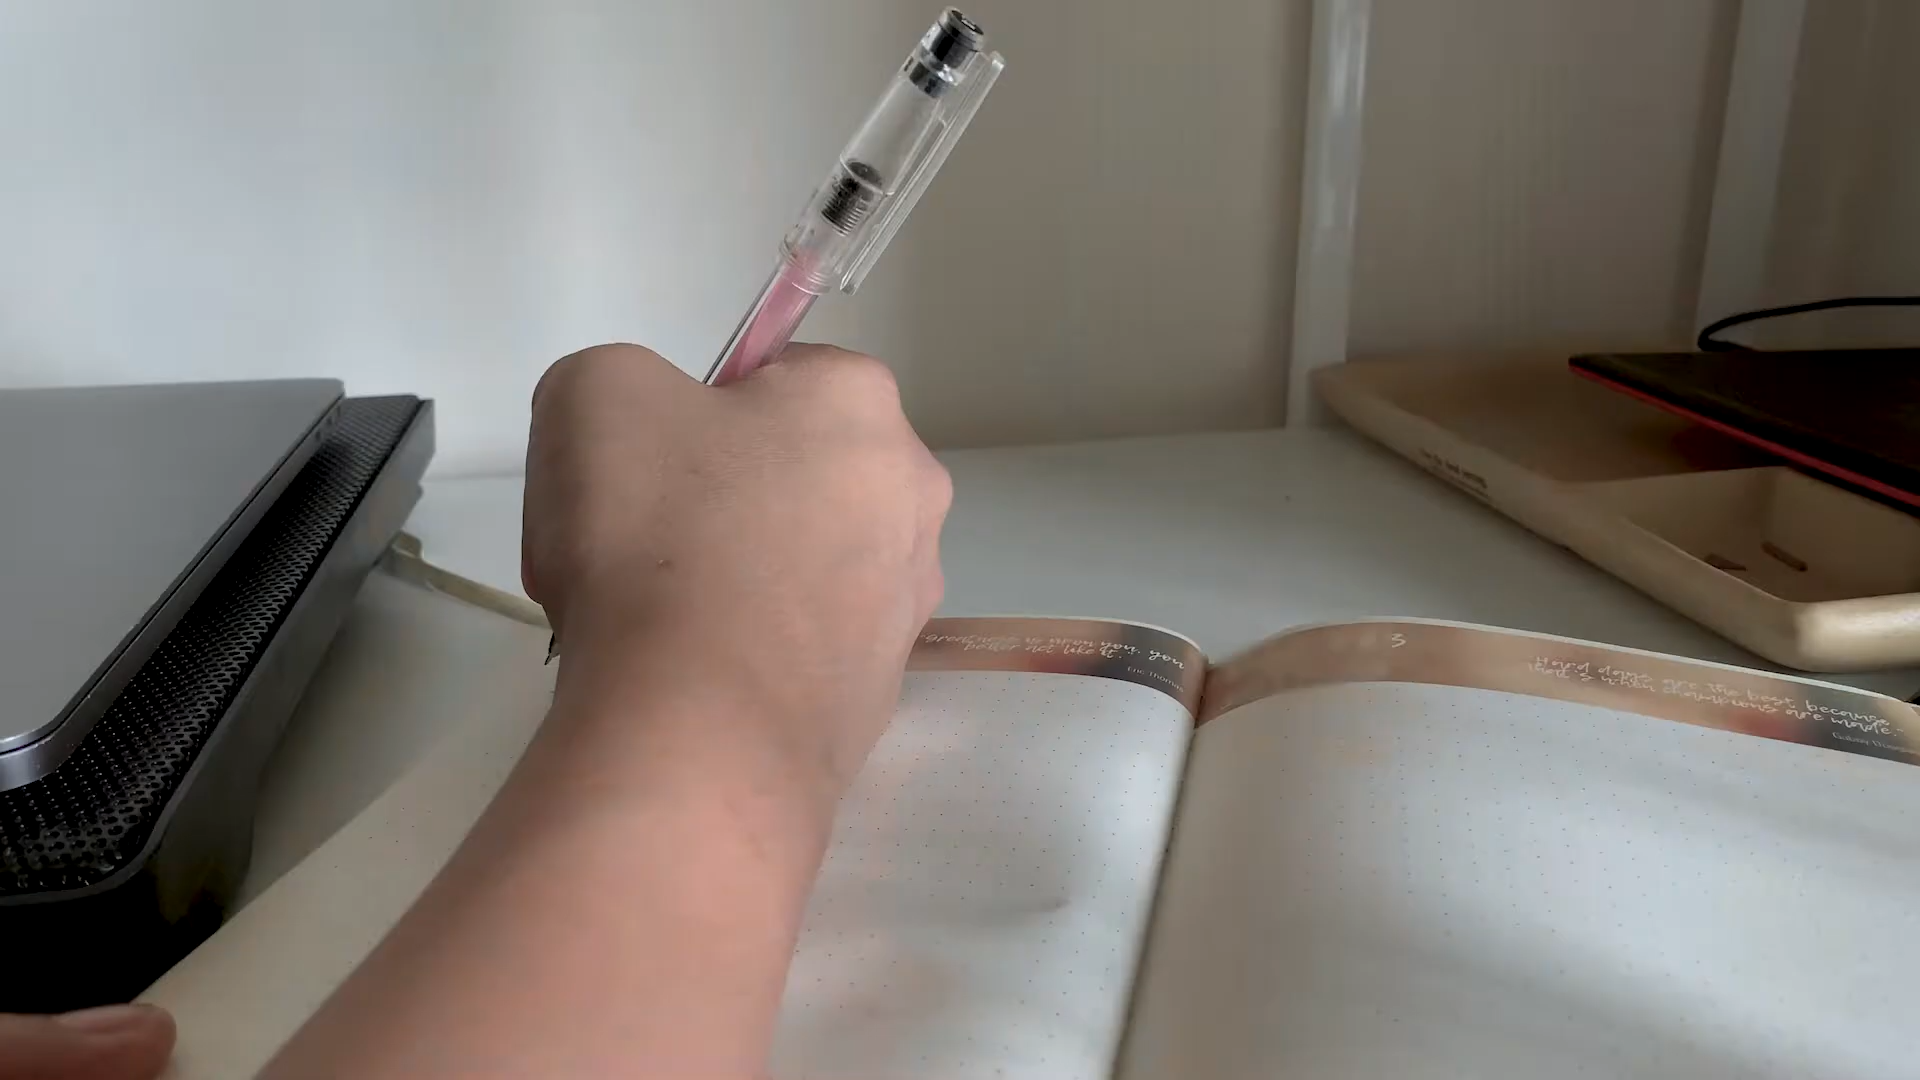 greatness is upon you. you
better act like it."
Eric Thomas
3
"Hard days are the best because
that's when champions are made."